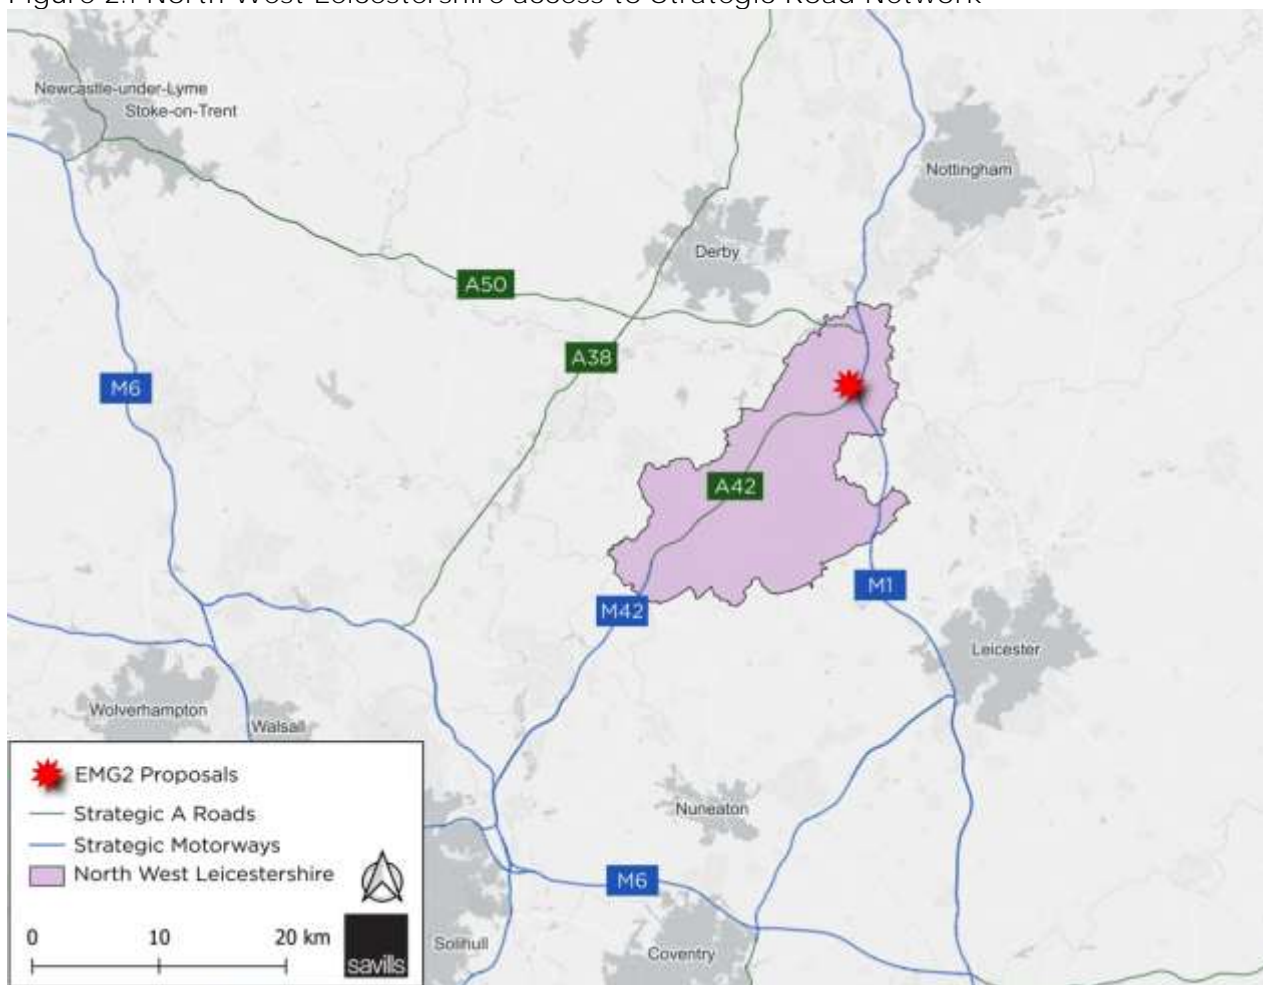 Figure 2.1 North West Leicestershire access to Strategic Road Network
Newcastle-under-Lyme
Stoke-on-Trent
Nottingham
Derby
A50
A38
M6
A42
M42
M1
Leicester
Wolverhampton
Walsall
EMG2 Proposals
Strategic A Roads
Strategic Motorways
North West Leicestershire
0 10 20 km
savills
Nuneaton
M6
Solihull
Coventry